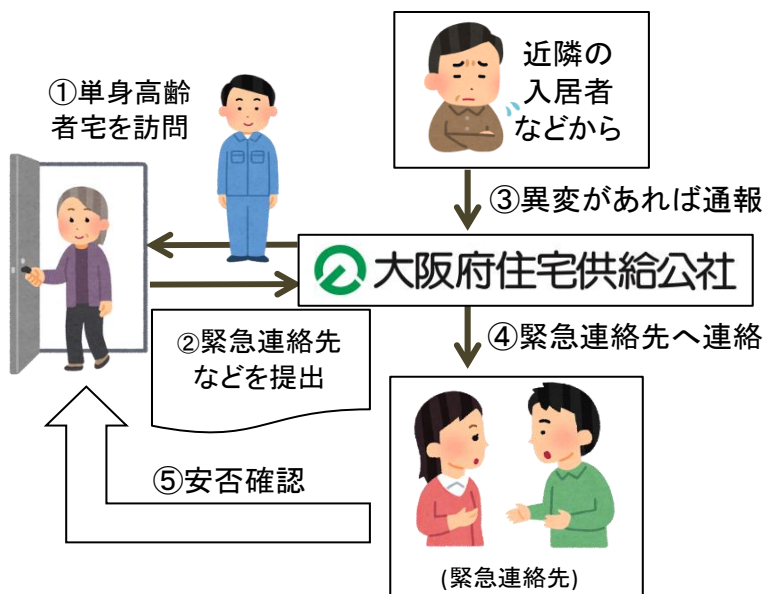 ①単身高齢
者宅を訪問
近隣の
入居者
などから
③異変があれば通報
大阪府住宅供給公社
②緊急連絡先
などを提出
④緊急連絡先へ連絡
⑤安否確認
(緊急連絡先)